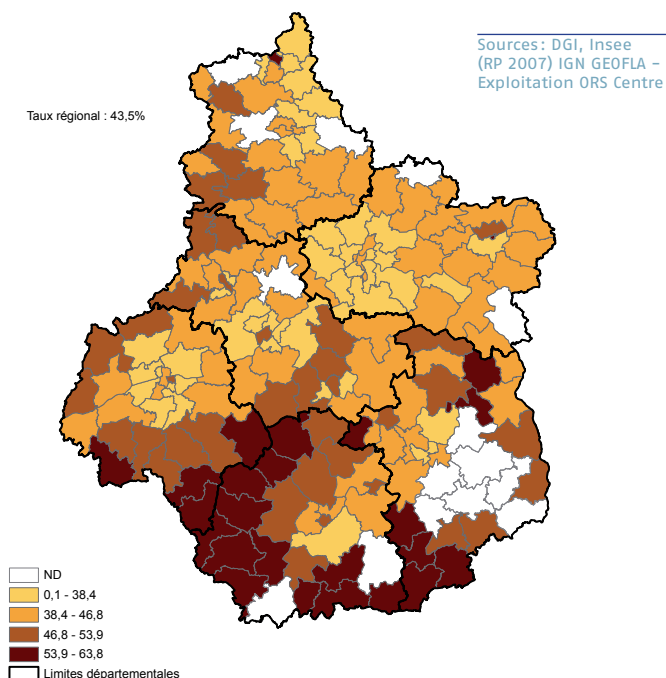 Sources: DGI, Insee
(RP 2007) IGN GEOFLA –
Exploitation ORS Centre
Taux régional : 43,5%
ND
0,1 - 38,4
38,4 - 46,8
46,8 - 53,9
53,9 - 63,8
Limites départementales